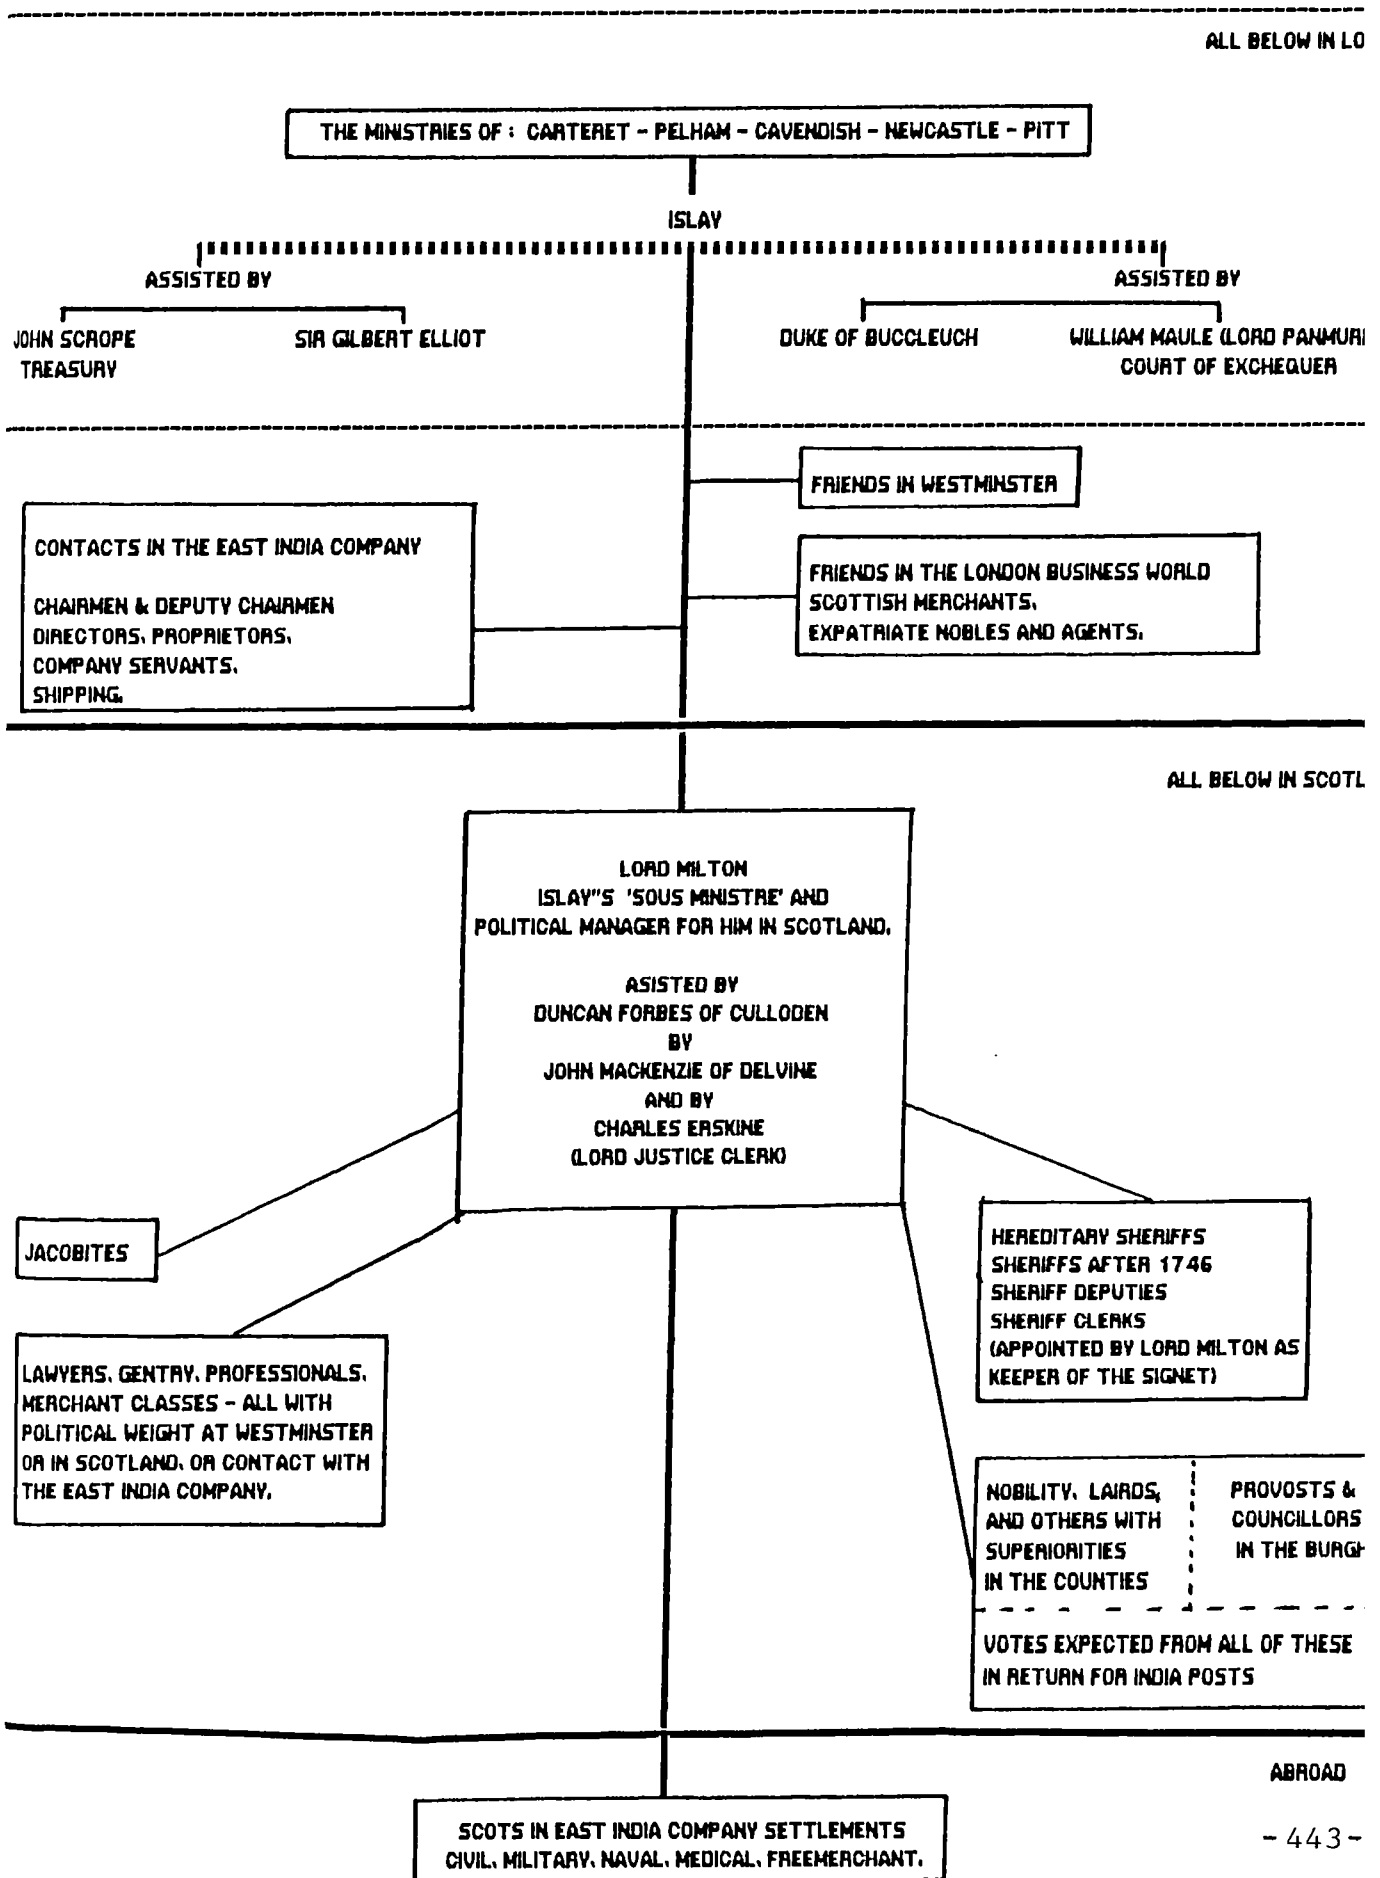 ALL BELOW IN LO
THE MINISTRIES OF : CARTERET - PELHAM - CAVENDISH - NEWCASTLE - PITT
ISLAY
ASSISTED BY
ASSISTED BY
JOHN SCROPE
TREASURY
SIR GILBERT ELLIOT
DUKE OF BUCCLEUCH
WILLIAM MAULE (LORD PANMUR
COURT OF EXCHEQUER
FRIENDS IN WESTMINSTER
CONTACTS IN THE EAST INDIA COMPANY
CHAIRMEN & DEPUTY CHAIRMEN
DIRECTORS, PROPRIETORS,
COMPANY SERVANTS,
SHIPPING.
FRIENDS IN THE LONDON BUSINESS WORLD
SCOTTISH MERCHANTS,
EXPATRIATE NOBLES AND AGENTS.
ALL BELOW IN SCOTL
LORD MILTON
ISLAY"S 'SOUS MINISTRE' AND
POLITICAL MANAGER FOR HIM IN SCOTLAND.
ASISTED BY
DUNCAN FORBES OF CULLODEN
BY
JOHN MACKENZIE OF DELVINE
AND BY
CHARLES ERSKINE
(LORD JUSTICE CLERK)
JACOBITES
LAWYERS, GENTRY, PROFESSIONALS,
MERCHANT CLASSES - ALL WITH
POLITICAL WEIGHT AT WESTMINSTER
OR IN SCOTLAND, OR CONTACT WITH
THE EAST INDIA COMPANY.
HEREDITARY SHERIFFS
SHERIFFS AFTER 1746
SHERIFF DEPUTIES
SHERIFF CLERKS
(APPOINTED BY LORD MILTON AS
KEEPER OF THE SIGNET)
NOBILITY, LAIRDS,
AND OTHERS WITH
SUPERIORITIES
IN THE COUNTIES
PROVOSTS &
COUNCILLORS
IN THE BURGH
VOTES EXPECTED FROM ALL OF THESE
IN RETURN FOR INDIA POSTS
ABROAD
SCOTS IN EAST INDIA COMPANY SETTLEMENTS
CIVIL, MILITARY, NAVAL, MEDICAL, FREEMERCHANT.
-443-